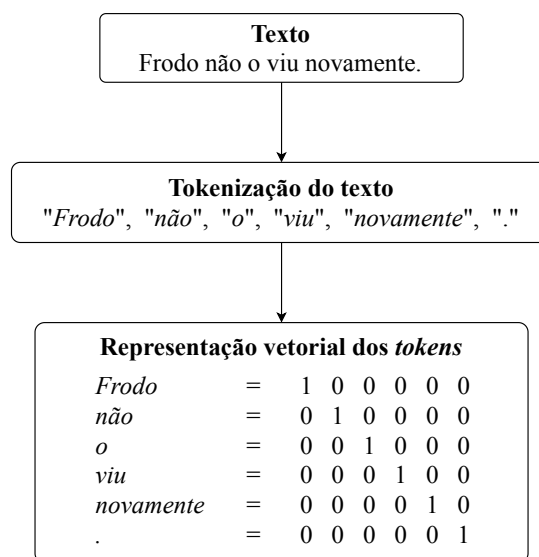 Texto
Frodo não o viu novamente.
Tokenização do texto
"Frodo", "não", "o", "viu", "novamente", "."
Representação vetorial dos tokens
Frodo = 1 0 0 0 0 0
não = 0 1 0 0 0 0
o = 0 0 1 0 0 0
viu = 0 0 0 1 0 0
novamente = 0 0 0 0 1 0
. = 0 0 0 0 0 1